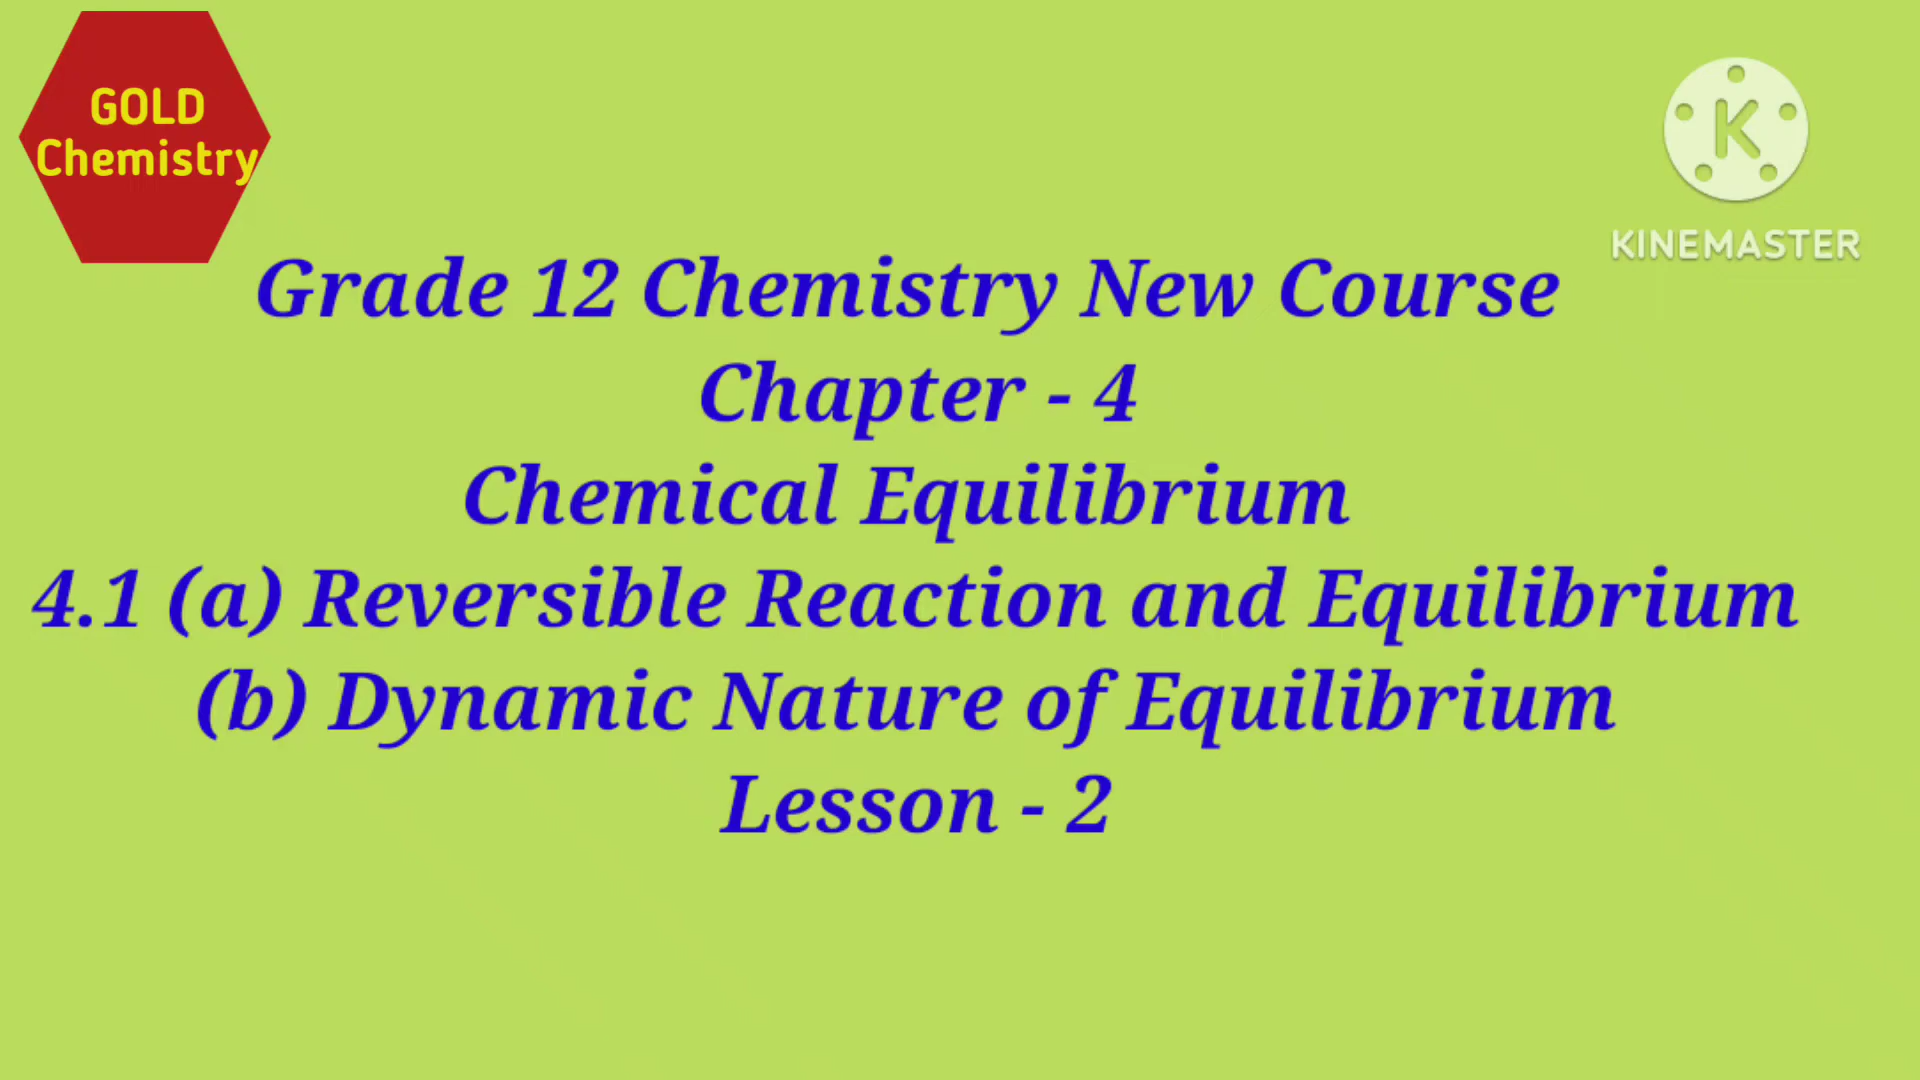 GOLD
Chemistry
KINEMASTER
Grade 12 Chemistry New Course
Chapter - 4
Chemical Equilibrium
4.1 (a) Reversible Reaction and Equilibrium
(b) Dynamic Nature of Equilibrium
Lesson - 2